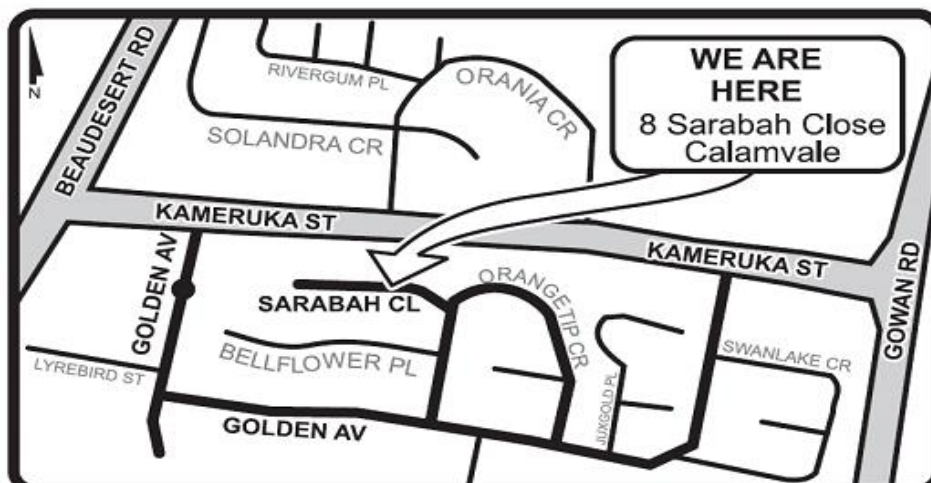 BEAUDESERT RD
N
RIVERGUM PL
ORANIA CR
SOLANDRA CR
WE ARE
HERE
8 Sarabah Close
Calamvale
KAMERUKA ST
KAMERUKA ST
GOWAN RD
GOLDEN AV
SARABAH CL
ORANGETIP CR
BELLFLOWER PL
LYREBIRD ST
JUXGOLD PL
SWANLAKE CR
GOLDEN AV